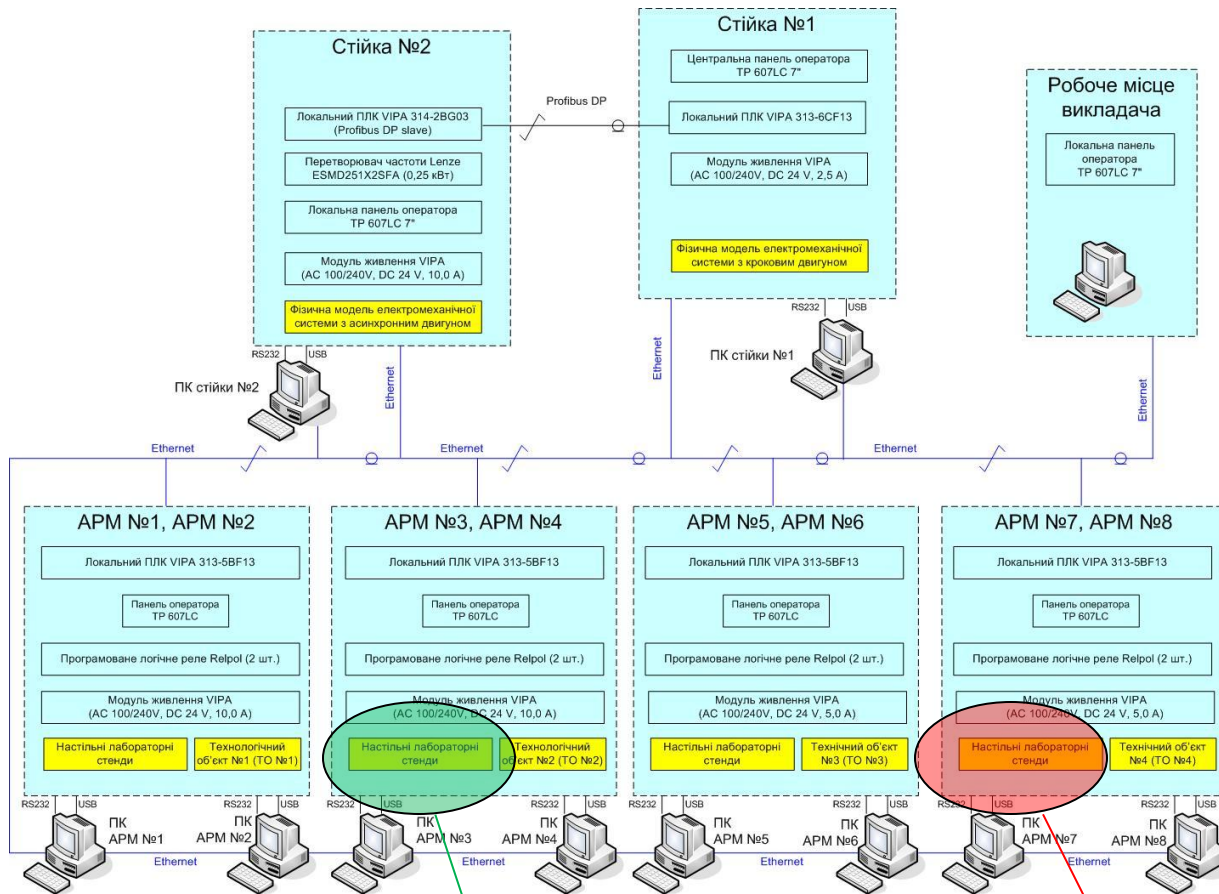 Стійка №2
Локальний ПЛК VIPA 314-2BG03
(Profibus DP slave)
Перетворювач частоти Lenze
ESMD251X2SFA (0,25 кВт)
Локальна панель оператора
TP 607LC 7"
Модуль живлення VIPA
(AC 100/240V, DC 24 V, 10,0 A)
Фізична модель електромеханічної
системи з асинхронним двигуном
RS232
USB
ПК стійки №2
Ethernet
Profibus DP
Стійка №1
Центральна панель оператора
TP 607LC 7"
Локальний ПЛК VIPA 313-6CF13
Модуль живлення VIPA
(AC 100/240V, DC 24 V, 2,5 A)
Фізична модель електромеханічної
системи з кроковим двигуном
RS232
USB
ПК стійки №1
Ethernet
Робоче місце
викладача
Локальна панель
оператора
TP 607LC 7"
Ethernet
Ethernet
Ethernet
Ethernet
АРМ №1, АРМ №2
Локальний ПЛК VIPA 313-5BF13
Панель оператора
TP 607LC
Програмоване логічне реле Relpol (2 шт.)
Модуль живлення VIPA
(AC 100/240V, DC 24 V, 10,0 A)
Настільні лабораторні
стенди
Технологічний
об'єкт №1 (ТО №1)
RS232
USB
ПК
АРМ №1
RS232
USB
ПК
АРМ №2
Ethernet
АРМ №3, АРМ №4
Локальний ПЛК VIPA 313-5BF13
Панель оператора
TP 607LC
Програмоване логічне реле Relpol (2 шт.)
Модуль живлення VIPA
(AC 100/240V, DC 24 V, 10,0 A)
Настільні лабораторні
стенди
Технологічний
об'єкт №2 (ТО №2)
RS232
USB
ПК
АРМ №3
RS232
USB
ПК
АРМ №4
Ethernet
АРМ №5, АРМ №6
Локальний ПЛК VIPA 313-5BF13
Панель оператора
TP 607LC
Програмоване логічне реле Relpol (2 шт.)
Модуль живлення VIPA
(AC 100/240V, DC 24 V, 5,0 A)
Настільні лабораторні
стенди
Технічний об'єкт
№3 (ТО №3)
RS232
USB
ПК
АРМ №5
RS232
USB
ПК
АРМ №6
Ethernet
АРМ №7, АРМ №8
Локальний ПЛК VIPA 313-5BF13
Панель оператора
TP 607LC
Програмоване логічне реле Relpol (2 шт.)
Модуль живлення VIPA
(AC 100/240V, DC 24 V, 5,0 A)
Настільні лабораторні
стенди
Технічний об'єкт
№4 (ТО №4)
RS232
USB
ПК
АРМ №7
RS232
USB
ПК
АРМ №8
Ethernet